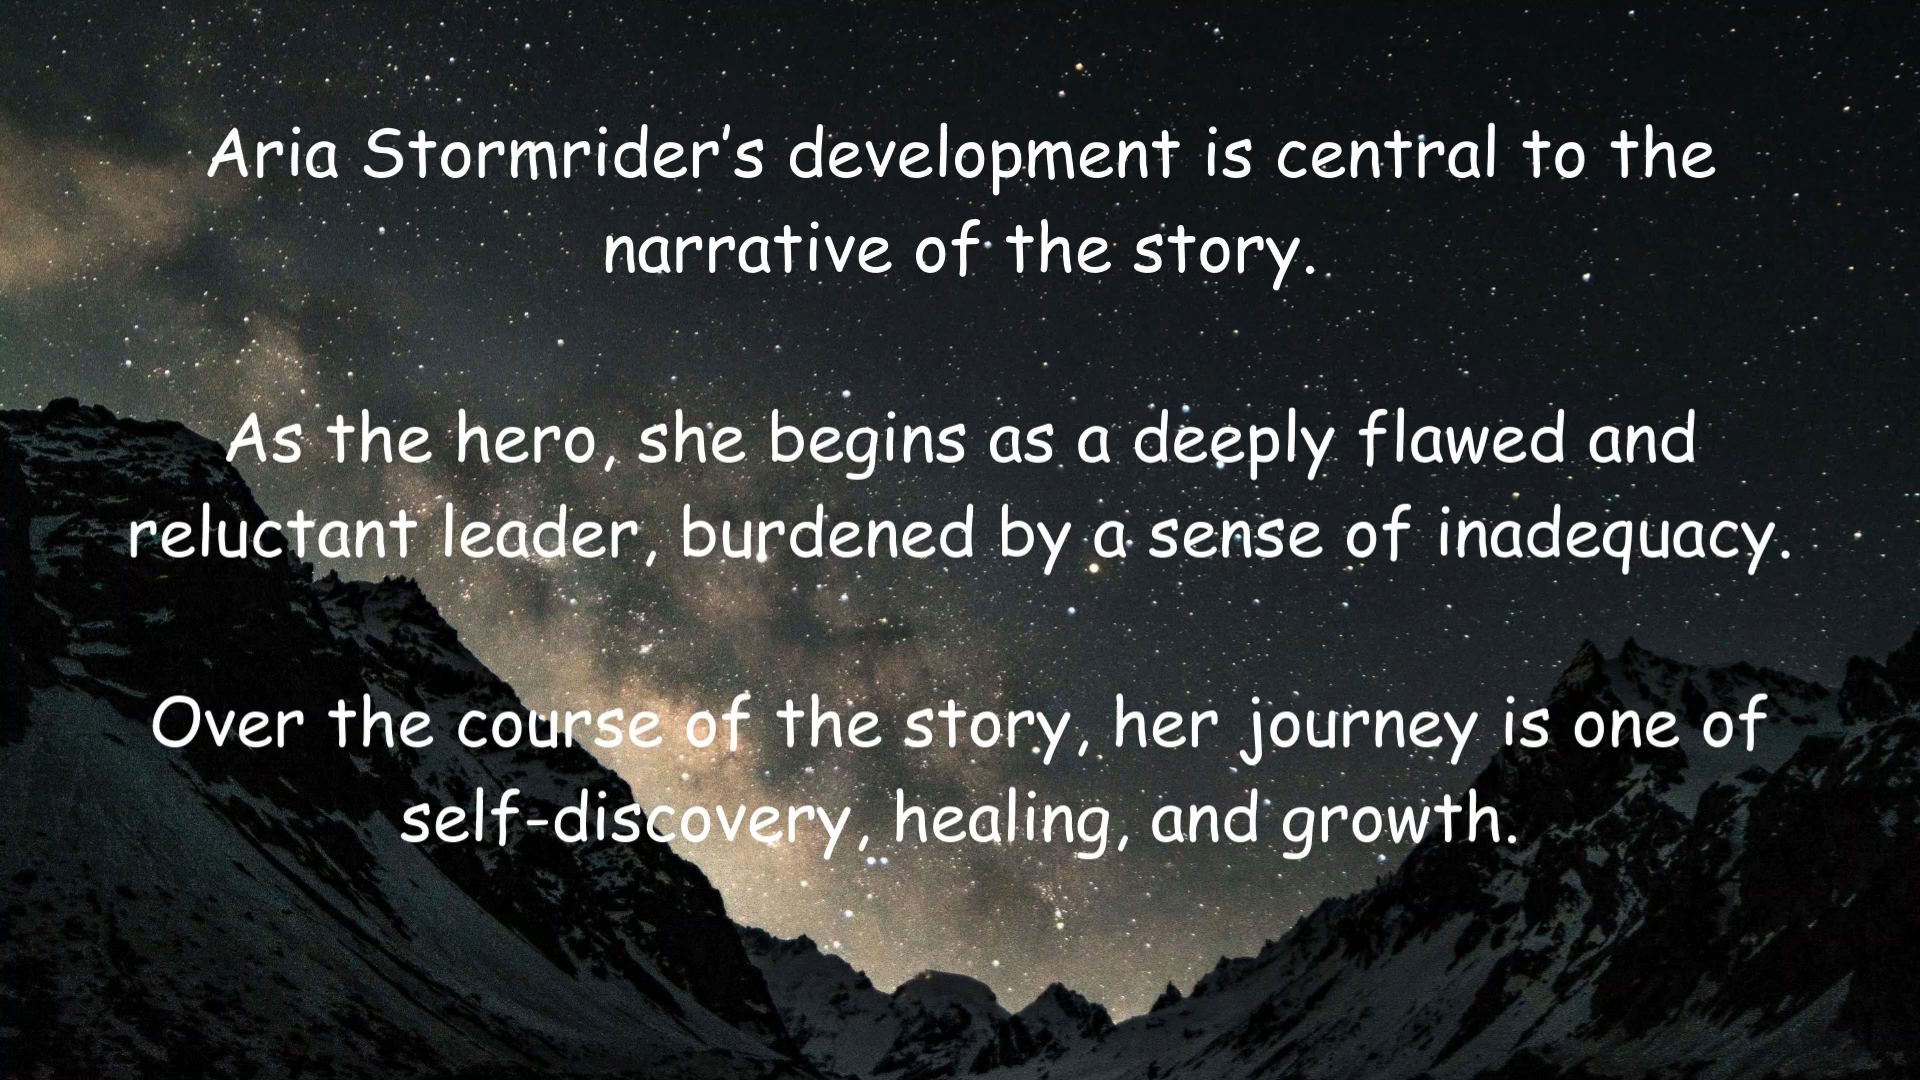 Aria Stormrider’s development is central to the
narrative of the story.
As the hero, she begins as a deeply flawed and
reluctant leader, burdened by a sense of inadequacy.
Over the course of the story, her journey is one of
self-discovery, healing, and growth.